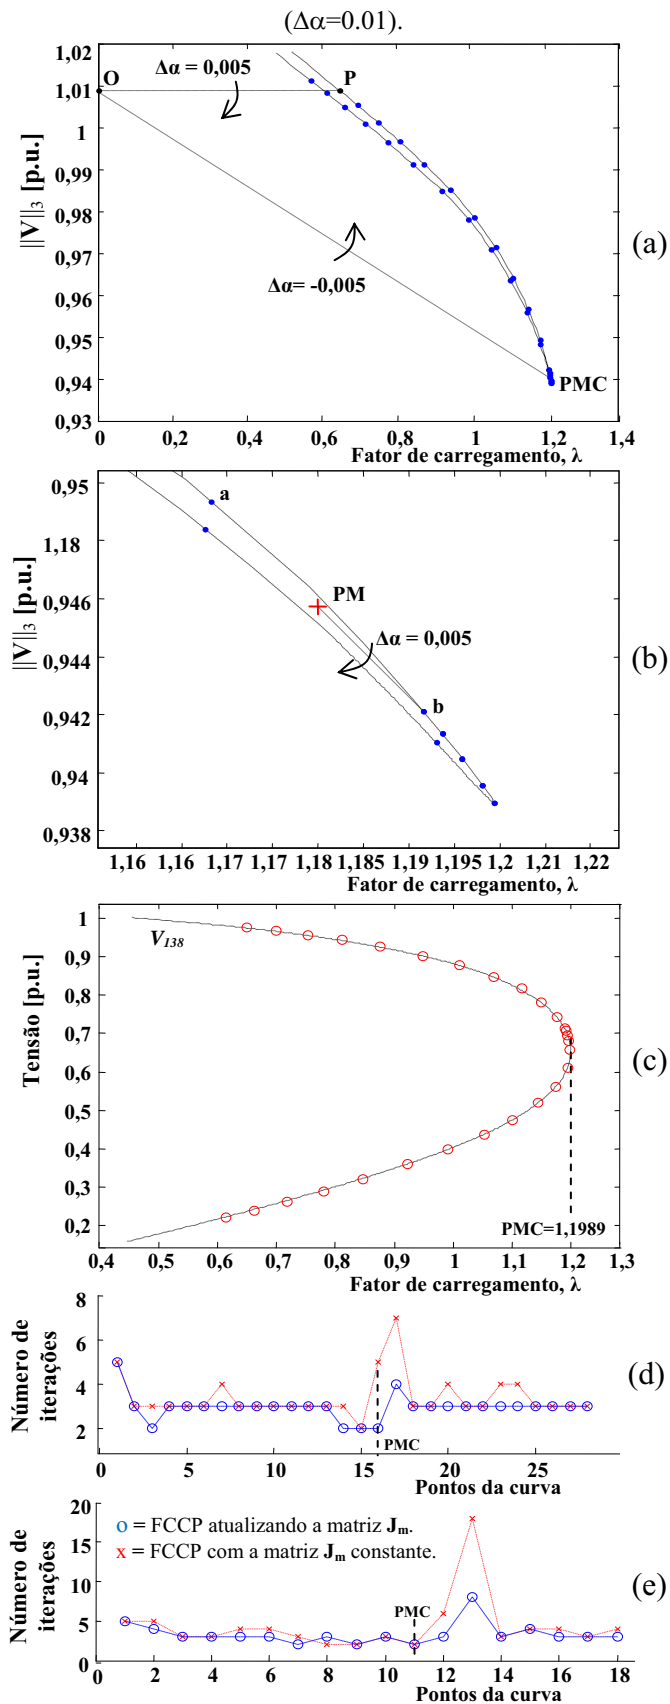 (Δα=0.01).
1,02
1,01
1
0,99
0,98
0,97
0,96
0,95
0,94
0,93
||V||₃ [p.u.]
Δα = 0,005
O
P
Δα= -0,005
PMC
(a)
0 0,2 0,4 0,6 0,8 1 1,2 1,4
Fator de carregamento, λ
0,95
1,18
0,946
0,944
0,942
0,94
0,938
||V||₃ [p.u.]
a
PM
Δα = 0,005
b
(b)
1,16 1,16 1,17 1,17 1,18 1,185 1,19 1,195 1,2 1,21 1,22
Fator de carregamento, λ
1
0,9
0,8
0,7
0,6
0,5
0,4
0,3
0,2
Tensão [p.u.]
V₁₃₈
PMC=1,1989
(c)
0,4 0,5 0,6 0,7 0,8 0,9 1 1,1 1,2 1,3
Fator de carregamento, λ
8
6
4
2
Número de
iterações
PMC
(d)
0 5 10 15 20 25
Pontos da curva
20
15
10
5
0
Número de
iterações
o = FCCP atualizando a matriz Jₘ.
x = FCCP com a matriz Jₘ constante.
PMC
(e)
0 2 4 6 8 10 12 14 16 18
Pontos da curva